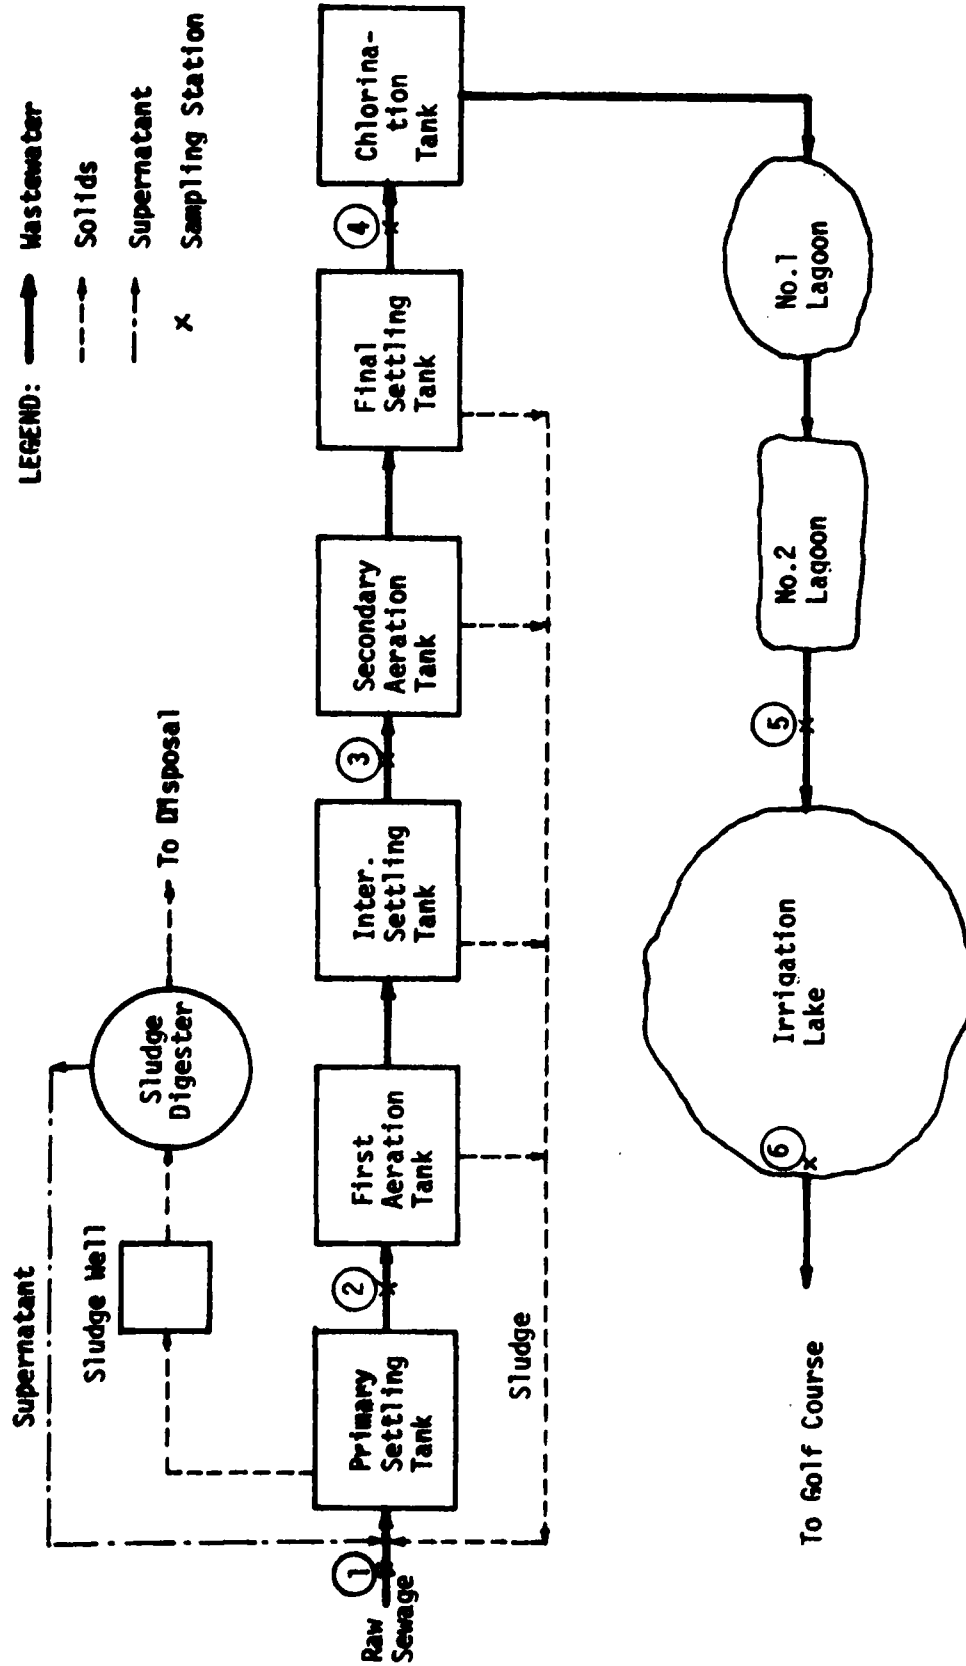 LEGEND:
Wastewater
Solids
Supernatant
x Sampling Station
Supernatant
Sludge Well
Sludge
Digester
To Disposal
Raw
Sewage
1
Primary
Settling
Tank
2
First
Aeration
Tank
Inter.
Settling
Tank
3
Secondary
Aeration
Tank
Final
Settling
Tank
4
Chlorina-
tion
Tank
Sludge
To Golf Course
6
Irrigation
Lake
5
No.2
Lagoon
No.1
Lagoon